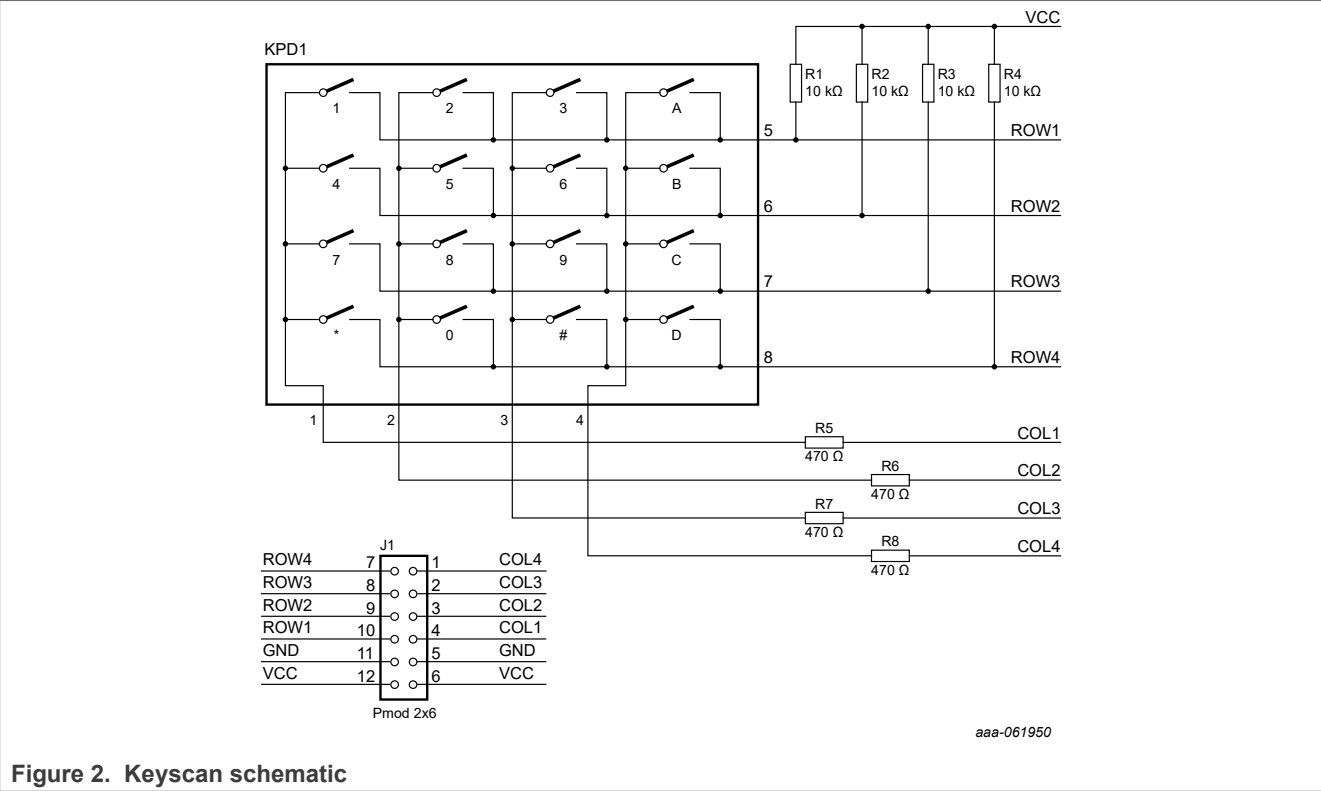 VCC
KPD1
R1
10 kΩ
R2
10 kΩ
R3
10 kΩ
R4
10 kΩ
1
2
3
A
5
ROW1
4
5
6
B
6
ROW2
7
8
9
C
7
ROW3
*
0
#
D
8
ROW4
1
2
3
4
R5
470 Ω
COL1
R6
470 Ω
COL2
R7
470 Ω
COL3
R8
470 Ω
COL4
J1
ROW4 7 1 COL4
ROW3 8 2 COL3
ROW2 9 3 COL2
ROW1 10 4 COL1
GND 11 5 GND
VCC 12 6 VCC
Pmod 2x6
aaa-061950
Figure 2. Keyscan schematic